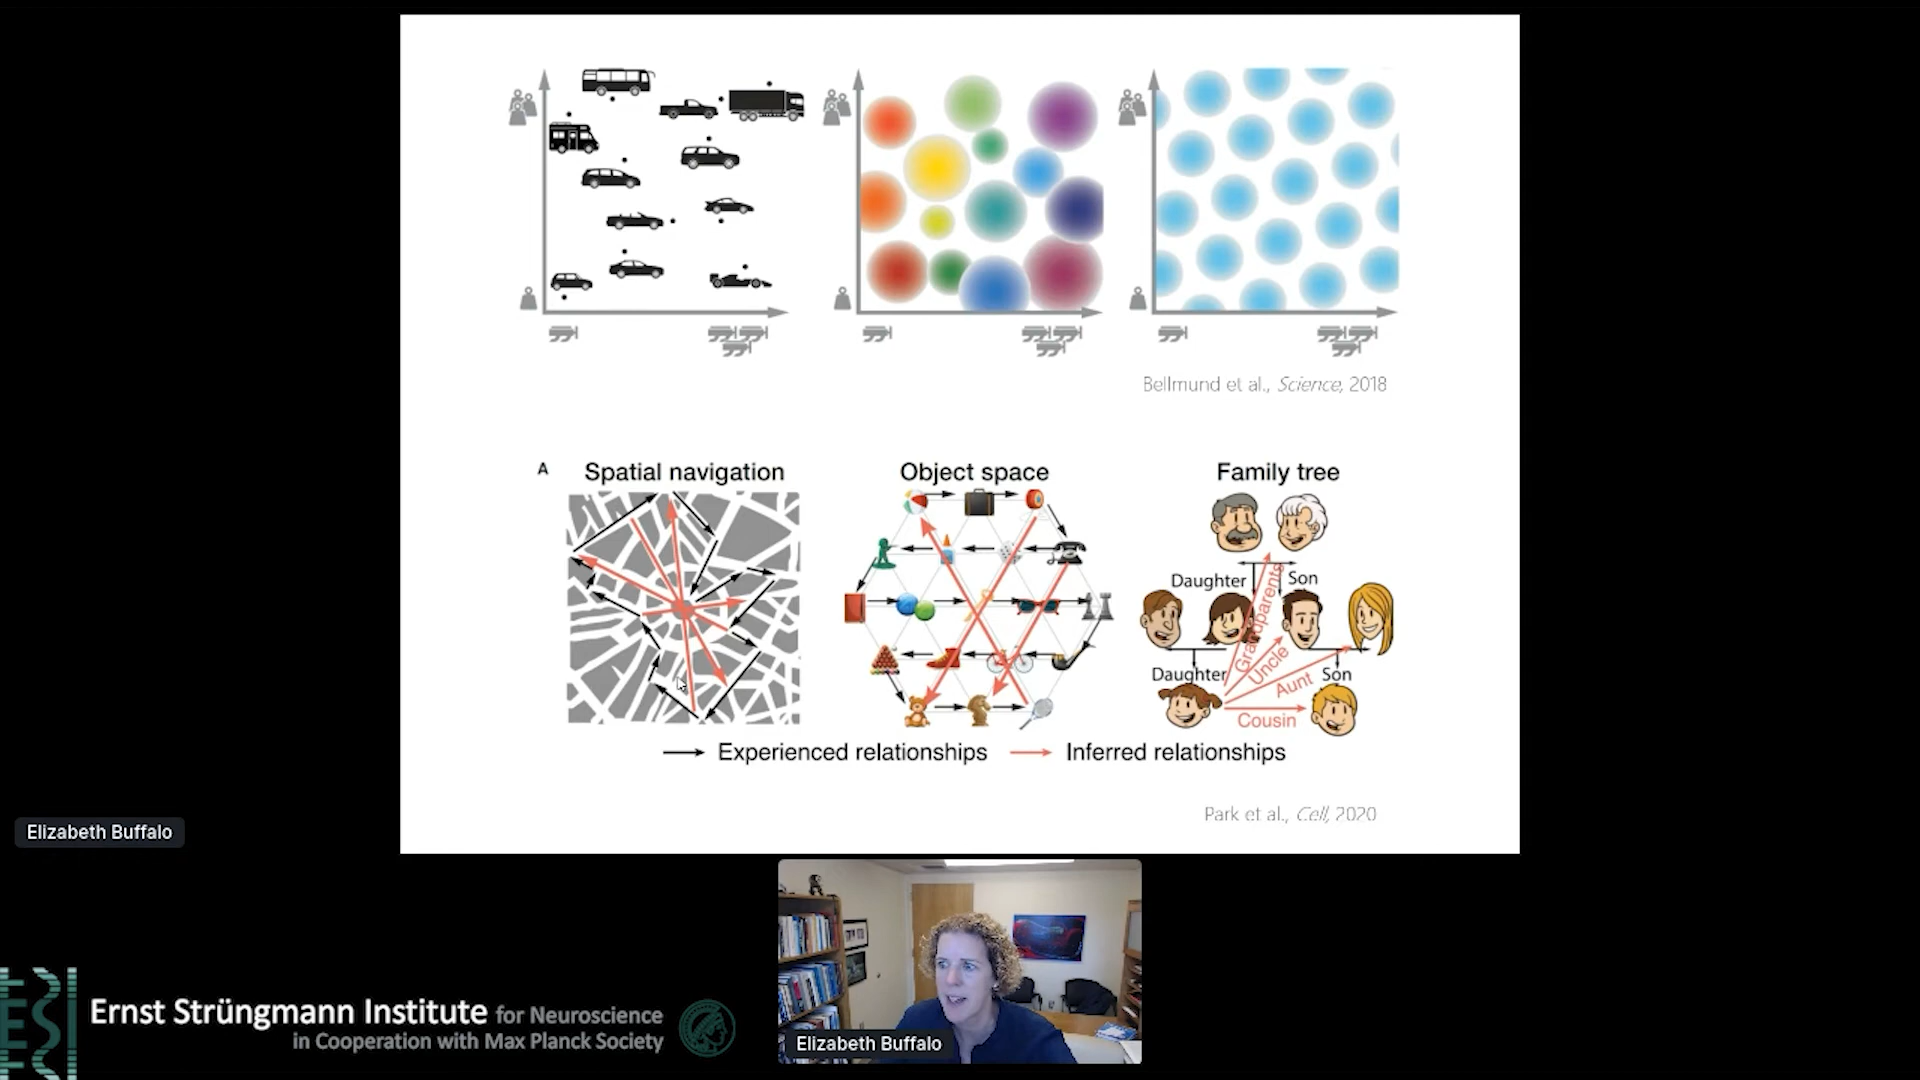 Bellmund et al., Science, 2018
A Spatial navigation
Object space
Family tree
Daughter
Son
Grandparents
Uncle
Daughter
Aunt
Son
Cousin
Experienced relationships
Inferred relationships
Park et al., Cell, 2020
Elizabeth Buffalo
ESI
Ernst Strüngmann Institute for Neuroscience
in Cooperation with Max Planck Society
Elizabeth Buffalo